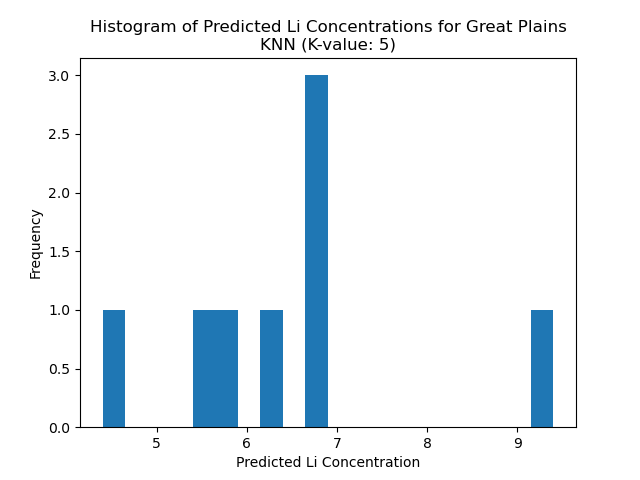 Histogram of Predicted Li Concentrations for Great Plains
KNN (K-value: 5)
3.0
2.5
2.0
1.5
1.0
0.5
0.0
Frequency
5 6 7 8 9
Predicted Li Concentration